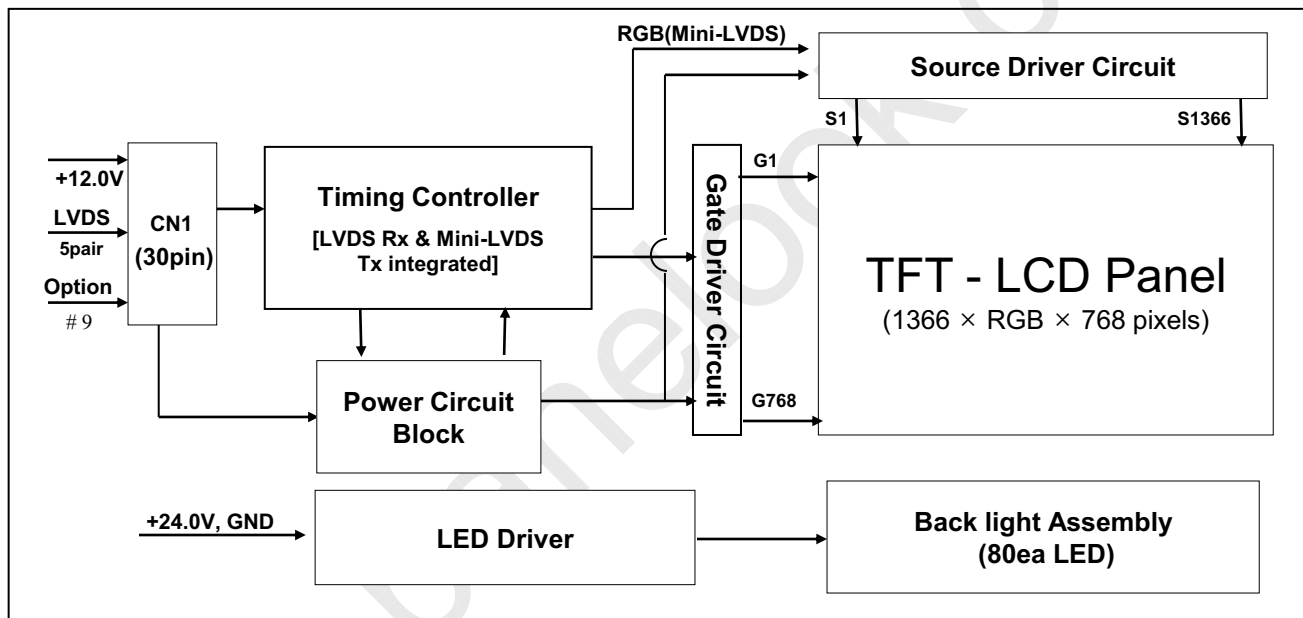 RGB(Mini-LVDS)
Source Driver Circuit
S1
S1366
+12.0V
LVDS
5pair
Option
# 9
CN1
(30pin)
Timing Controller
[LVDS Rx & Mini-LVDS
Tx integrated]
Power Circuit
Block
Gate Driver Circuit
G1
G768
TFT - LCD Panel
(1366 × RGB × 768 pixels)
+24.0V, GND
LED Driver
Back light Assembly
(80ea LED)